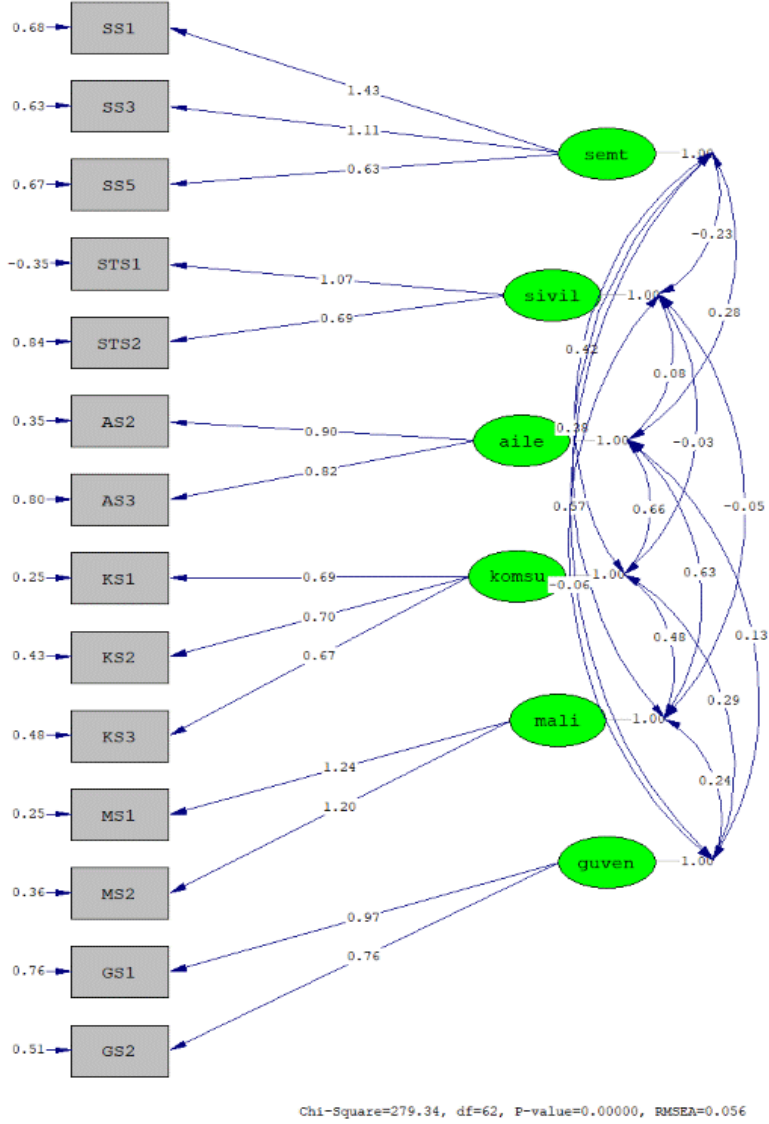 0.68 SS1
1.43
0.63 SS3
1.11
semt 1.00
0.67 SS5
0.63
-0.23
-0.35 STS1
1.07
sivil 1.00
0.28
0.69
0.84 STS2
0.42
0.08
0.35 AS2
0.90
0.38
aile 1.00
-0.03
0.82
0.80 AS3
0.57
0.66
-0.05
0.25 KS1
0.69
komsu 1.00
0.63
-0.06
0.70
0.43 KS2
0.48
0.13
0.67
0.29
0.48 KS3
mali 1.00
1.24
0.24
0.25 MS1
1.20
guven 1.00
0.36 MS2
0.97
0.76 GS1
0.76
0.51 GS2
Chi-Square=279.34, df=62, P-value=0.00000, RMSEA=0.056